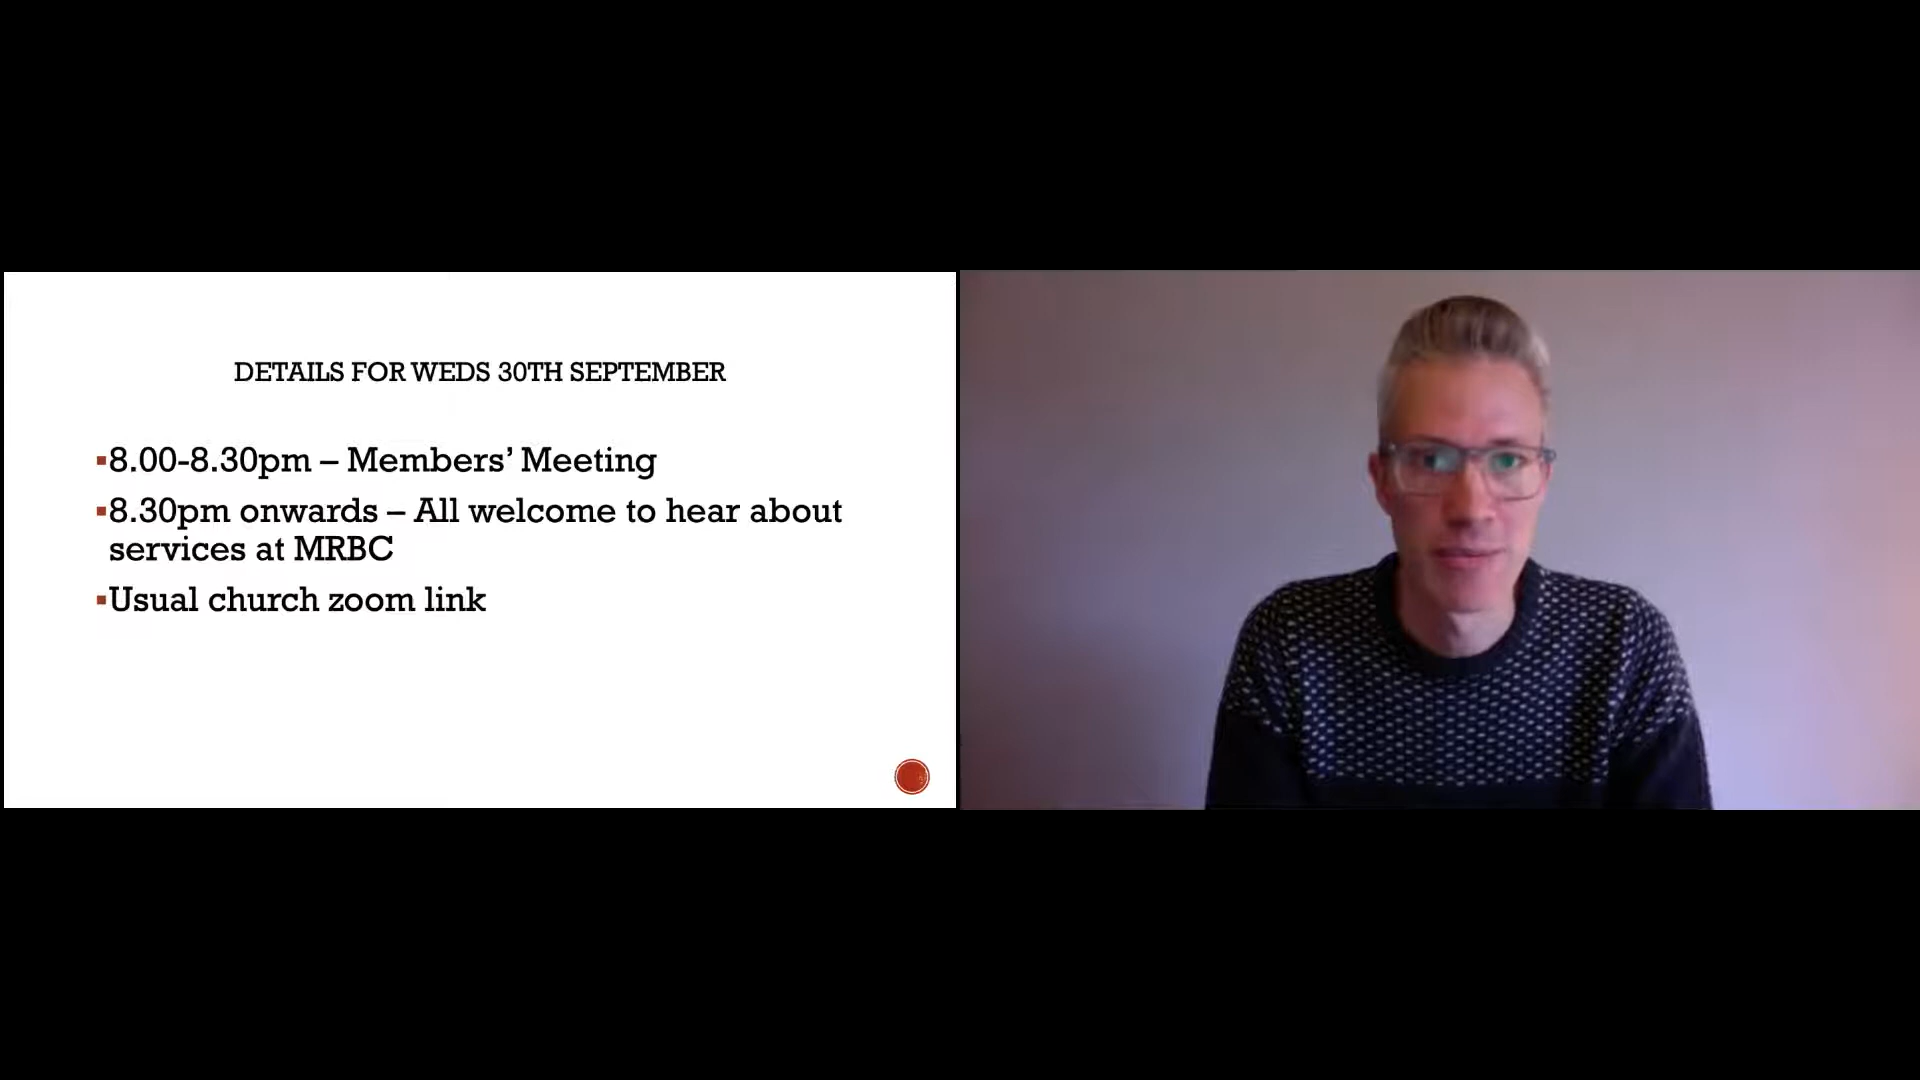 DETAILS FOR WEDS 30TH SEPTEMBER
▪8.00-8.30pm – Members’ Meeting
▪8.30pm onwards – All welcome to hear about
services at MRBC
▪Usual church zoom link